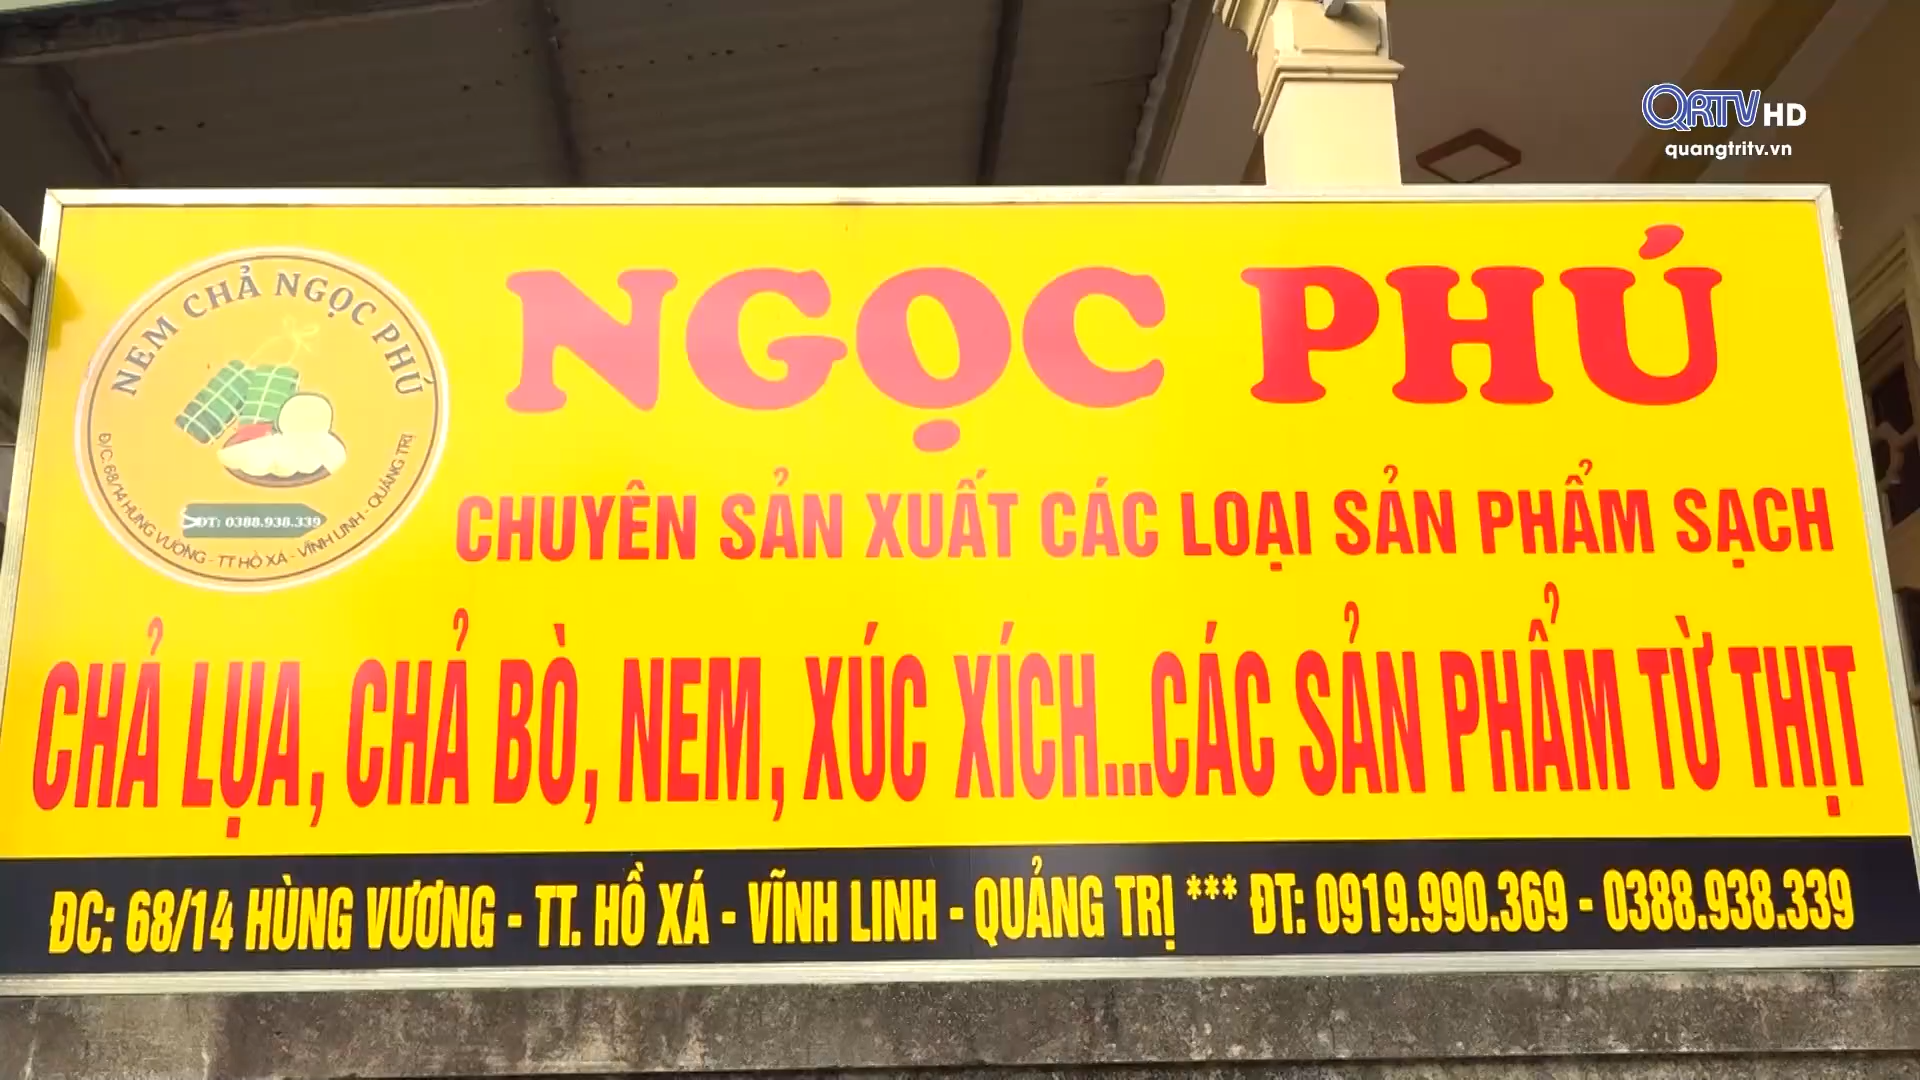 QRTV HD
quangtritv.vn
NEM CHẢ NGỌC PHÚ
Đ/C: 68/14 HÙNG VƯƠNG - TT HỒ XÁ - VĨNH LINH - QUẢNG TRỊ
ĐT: 0388.938.339
NGỌC PHÚ
CHUYÊN SẢN XUẤT CÁC LOẠI SẢN PHẨM SẠCH
CHẢ LỤA, CHẢ BÒ, NEM, XÚC XÍCH...CÁC SẢN PHẨM TỪ THỊT
ĐC: 68/14 HÙNG VƯƠNG - TT. HỒ XÁ - VĨNH LINH - QUẢNG TRỊ *** ĐT: 0919.990.369 - 0388.938.339